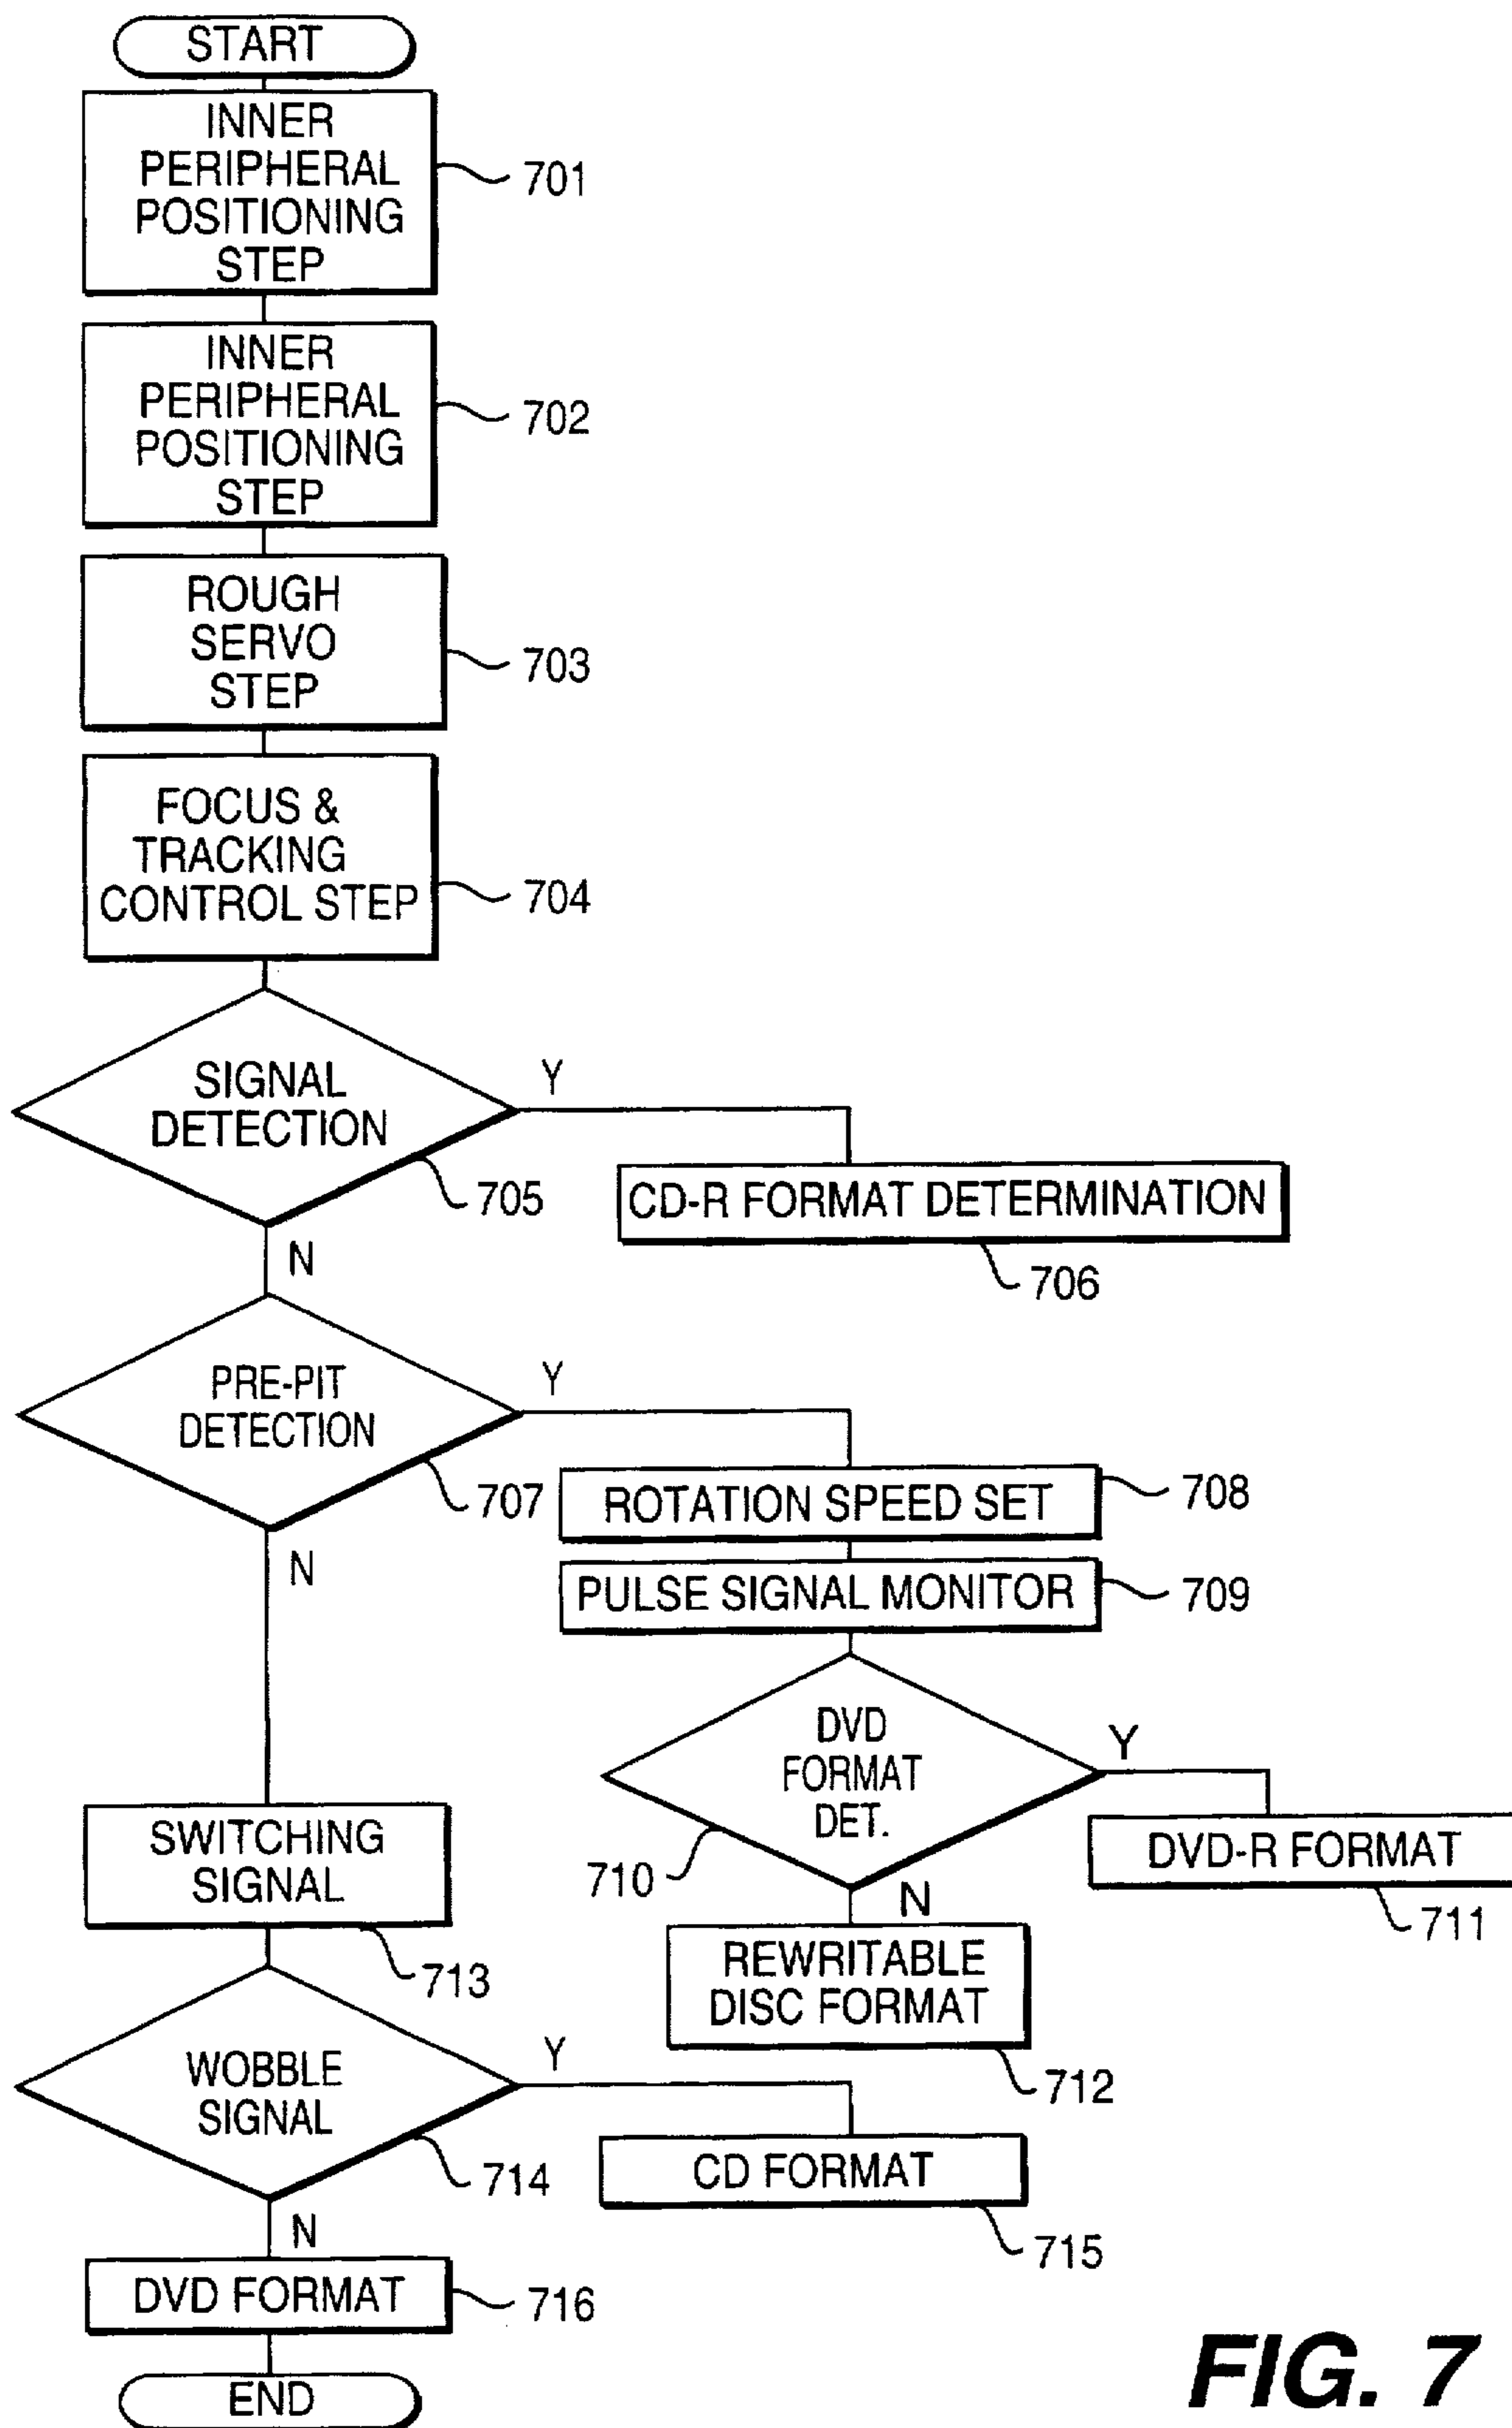 START
INNER
PERIPHERAL
POSITIONING
STEP
701
INNER
PERIPHERAL
POSITIONING
STEP
702
ROUGH
SERVO
STEP
703
FOCUS &
TRACKING
CONTROL STEP
704
SIGNAL
DETECTION
Y
705
N
CD-R FORMAT DETERMINATION
706
PRE-PIT
DETECTION
Y
707
N
ROTATION SPEED SET
708
PULSE SIGNAL MONITOR
709
DVD
FORMAT
DET.
Y
710
N
DVD-R FORMAT
711
REWRITABLE
DISC FORMAT
712
SWITCHING
SIGNAL
713
WOBBLE
SIGNAL
Y
714
N
CD FORMAT
715
DVD FORMAT
716
END
FIG. 7